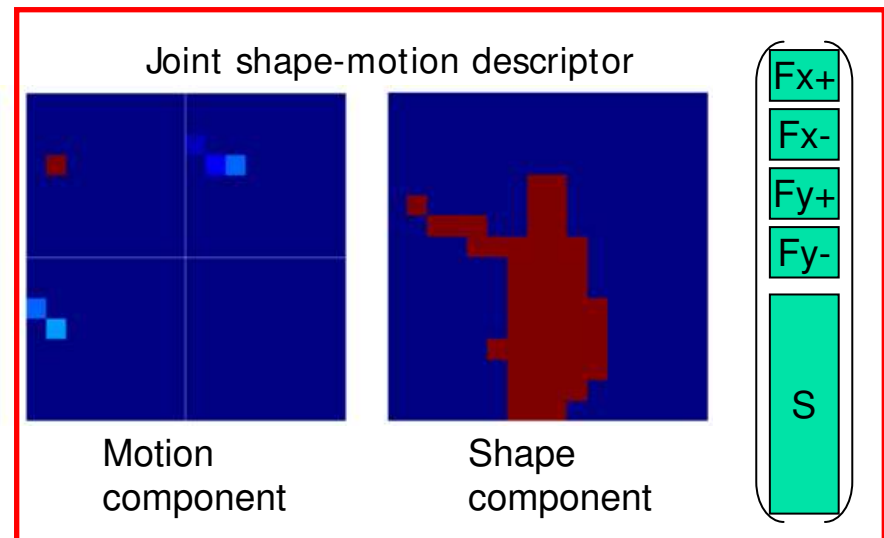 Joint shape-motion descriptor
Motion
component
Shape
component
Fx+
Fx-
Fy+
Fy-
S